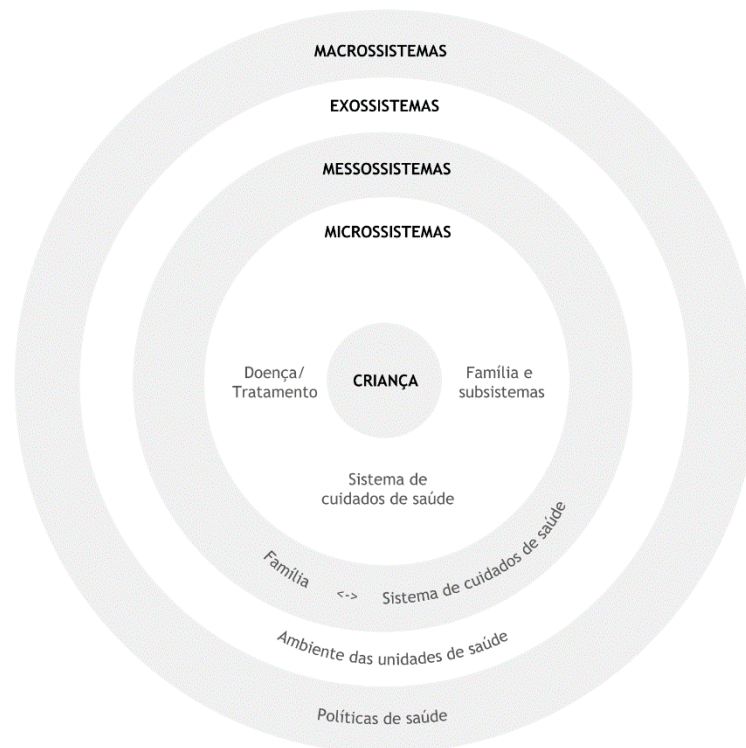 MACROSSISTEMAS
EXOSSISTEMAS
MESSOSSISTEMAS
MICROSSISTEMAS
Doença/
Tratamento
CRIANÇA
Família e
subsistemas
Sistema de
cuidados de saúde
Família <-> Sistema de cuidados de saúde
Ambiente das unidades de saúde
Políticas de saúde